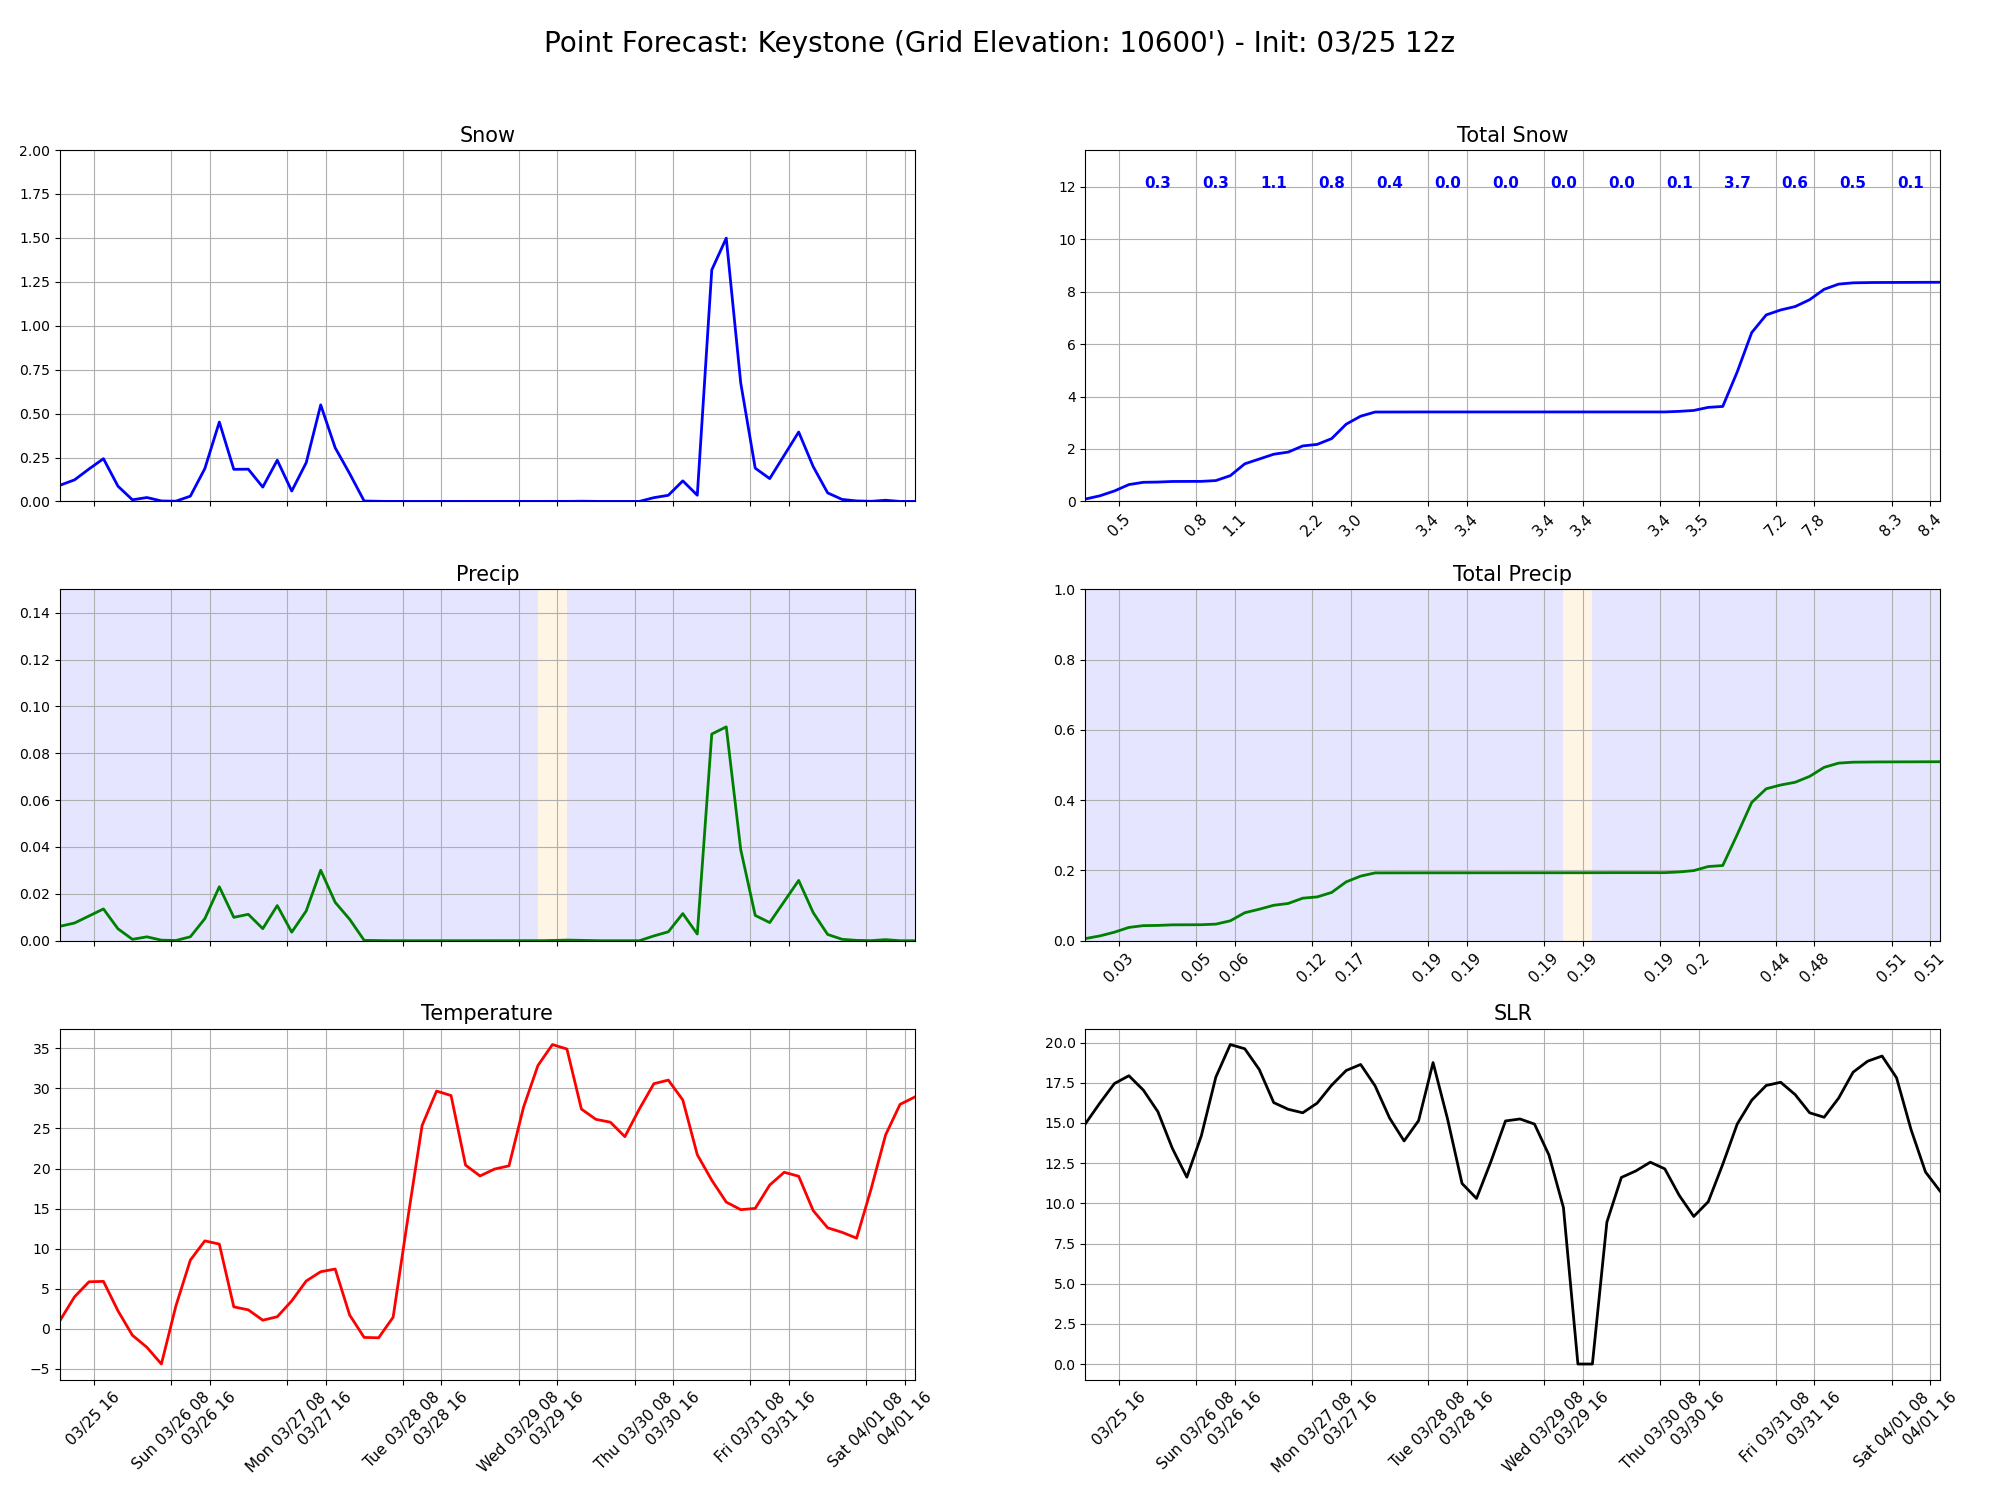 Point Forecast: Keystone (Grid Elevation: 10600') - Init: 03/25 12z
Snow
2.00
1.75
1.50
1.25
1.00
0.75
0.50
0.25
0.00
Total Snow
0.3 0.3 1.1 0.8 0.4 0.0 0.0 0.0 0.0 0.1 3.7 0.6 0.5 0.1
12
10
8
6
4
2
0
0.5 0.8 1.1 2.2 3.0 3.4 3.4 3.4 3.4 3.4 3.5 7.2 7.8 8.3 8.4
Precip
0.14
0.12
0.10
0.08
0.06
0.04
0.02
0.00
Total Precip
1.0
0.8
0.6
0.4
0.2
0.0
0.03 0.05 0.06 0.12 0.17 0.19 0.19 0.19 0.19 0.19 0.2 0.44 0.48 0.51 0.51
Temperature
35
30
25
20
15
10
5
0
−5
03/25 16
Sun 03/26 08
03/26 16
Mon 03/27 08
03/27 16
Tue 03/28 08
03/28 16
Wed 03/29 08
03/29 16
Thu 03/30 08
03/30 16
Fri 03/31 08
03/31 16
Sat 04/01 08
04/01 16
SLR
20.0
17.5
15.0
12.5
10.0
7.5
5.0
2.5
0.0
03/25 16
Sun 03/26 08
03/26 16
Mon 03/27 08
03/27 16
Tue 03/28 08
03/28 16
Wed 03/29 08
03/29 16
Thu 03/30 08
03/30 16
Fri 03/31 08
03/31 16
Sat 04/01 08
04/01 16